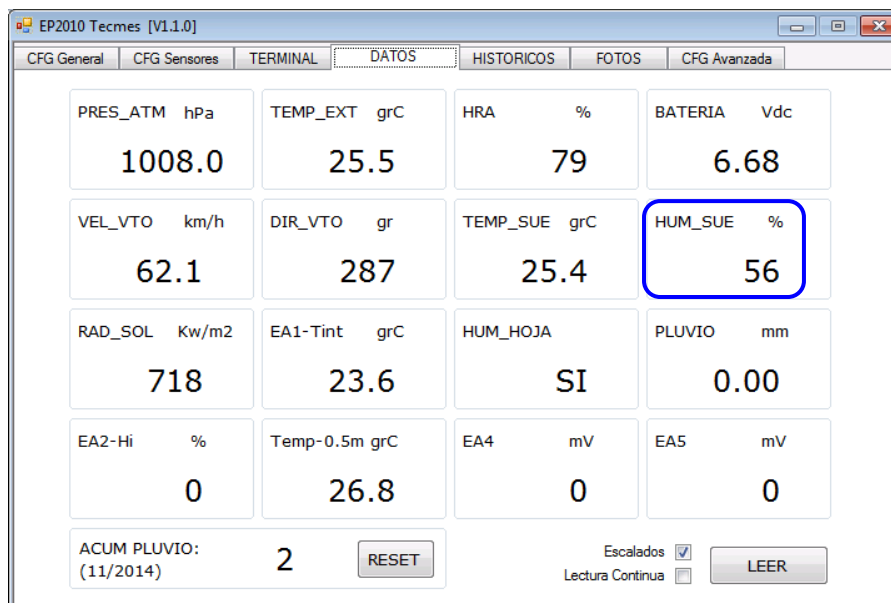 EP2010 Tecmes [V1.1.0]
CFG General CFG Sensores TERMINAL DATOS HISTORICOS FOTOS CFG Avanzada
PRES_ATM hPa TEMP_EXT grC HRA % BATERIA Vdc
1008.0 25.5 79 6.68
VEL_VTO km/h DIR_VTO gr TEMP_SUE grC HUM_SUE %
62.1 287 25.4 56
RAD_SOL Kw/m2 EA1-Tint grC HUM_HOJA PLUVIO mm
718 23.6 SI 0.00
EA2-Hi % Temp-0.5m grC EA4 mV EA5 mV
0 26.8 0 0
ACUM PLUVIO:
(11/2014) 2 RESET
Escalados
Lectura Continua
LEER